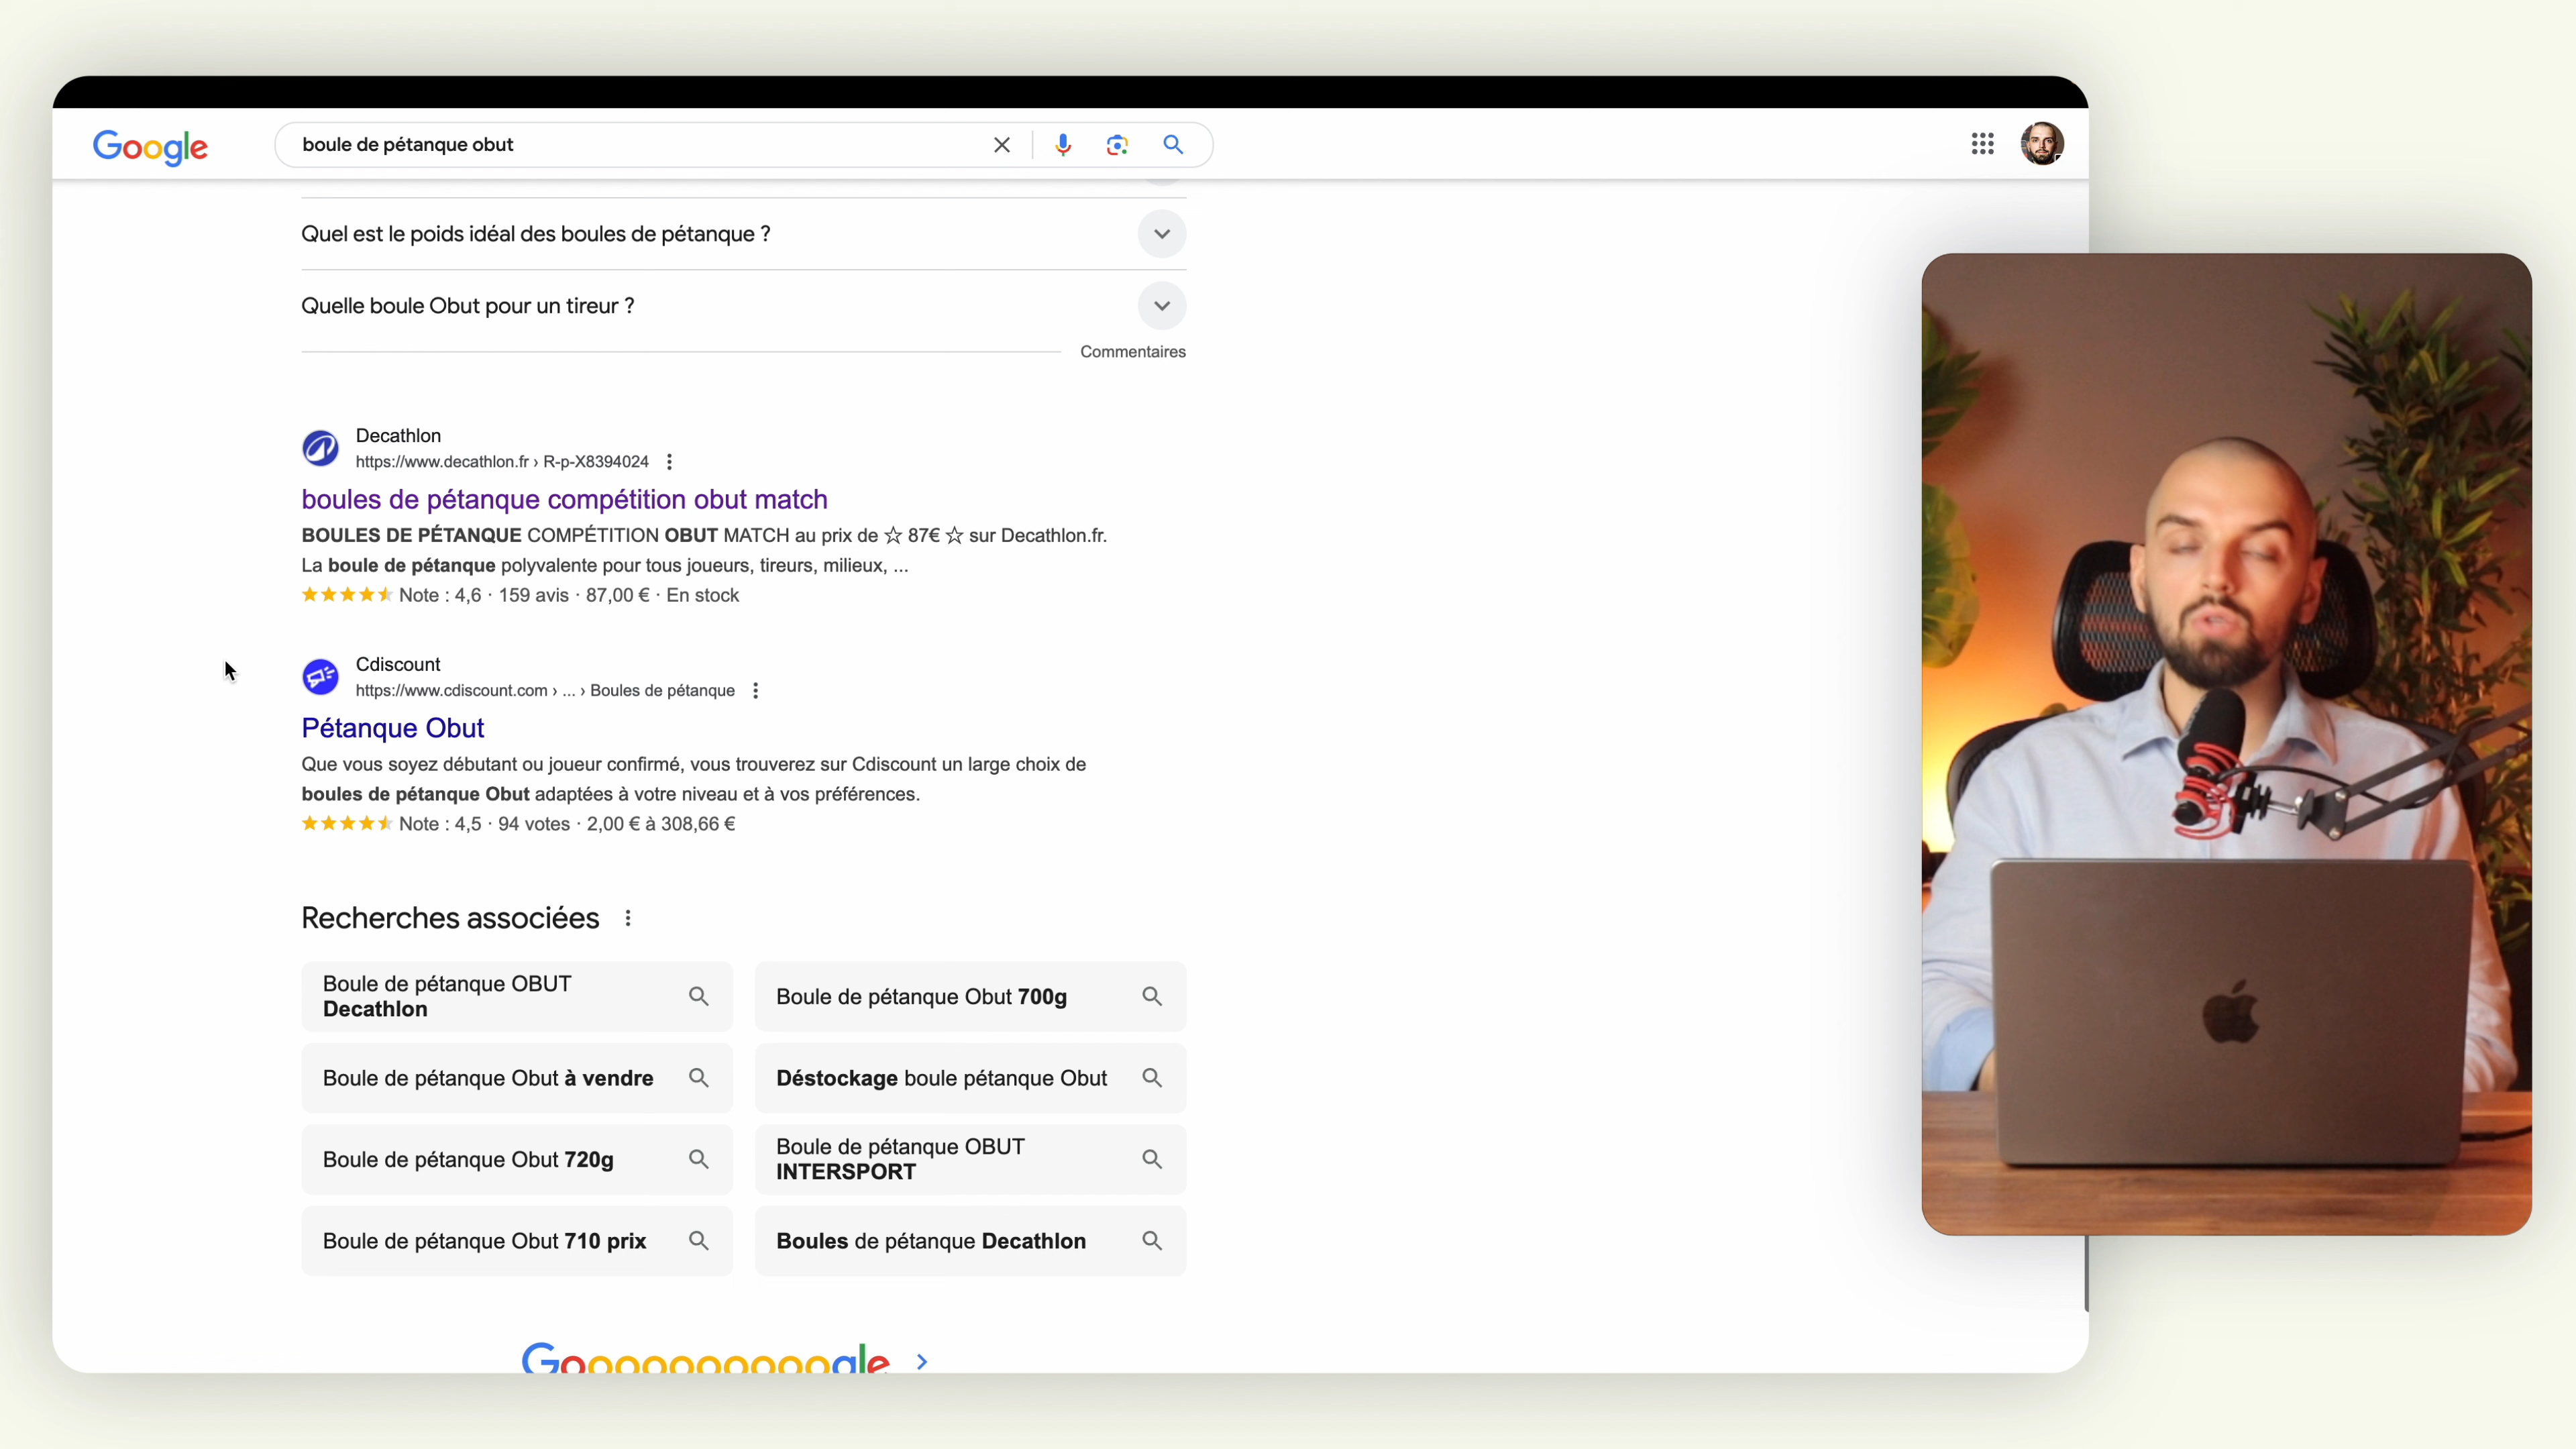 Google
boule de pétanque obut
Quel est le poids idéal des boules de pétanque ?
Quelle boule Obut pour un tireur ?
Commentaires
Decathlon
https://www.decathlon.fr › R-p-X8394024
boules de pétanque compétition obut match
BOULES DE PÉTANQUE COMPÉTITION OBUT MATCH au prix de ☆ 87€ ☆ sur Decathlon.fr.
La boule de pétanque polyvalente pour tous joueurs, tireurs, milieux, ...
Note : 4,6 · 159 avis · 87,00 € · En stock
Cdiscount
https://www.cdiscount.com › ... › Boules de pétanque
Pétanque Obut
Que vous soyez débutant ou joueur confirmé, vous trouverez sur Cdiscount un large choix de
boules de pétanque Obut adaptées à votre niveau et à vos préférences.
Note : 4,5 · 94 votes · 2,00 € à 308,66 €
Recherches associées
Boule de pétanque OBUT
Decathlon
Boule de pétanque Obut 700g
Boule de pétanque Obut à vendre
Déstockage boule pétanque Obut
Boule de pétanque Obut 720g
Boule de pétanque OBUT
INTERSPORT
Boule de pétanque Obut 710 prix
Boules de pétanque Decathlon
Goooooooooogle